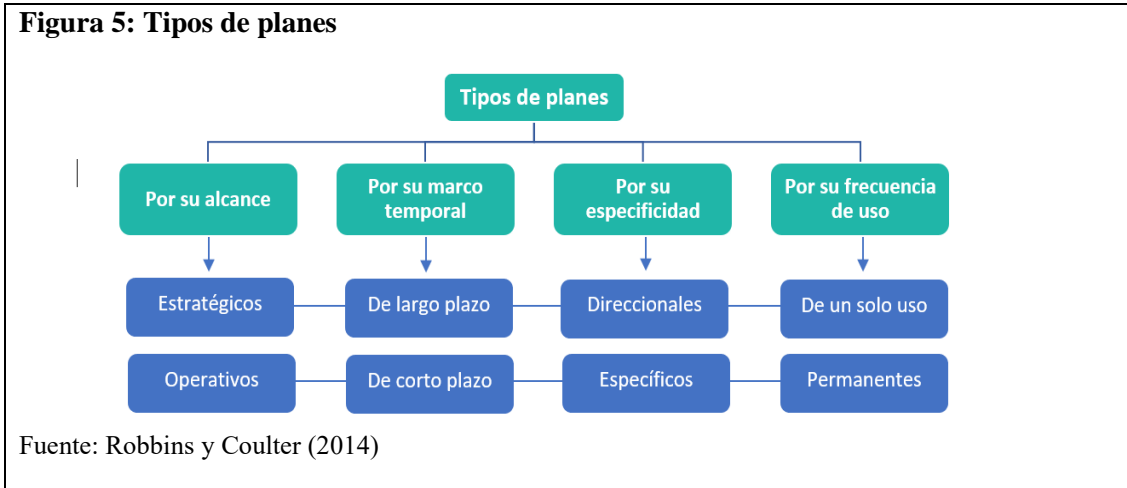 Figura 5: Tipos de planes
Tipos de planes
Por su alcance
Por su marco
temporal
Por su
especificidad
Por su frecuencia
de uso
Estratégicos
De largo plazo
Direccionales
De un solo uso
Operativos
De corto plazo
Específicos
Permanentes
Fuente: Robbins y Coulter (2014)